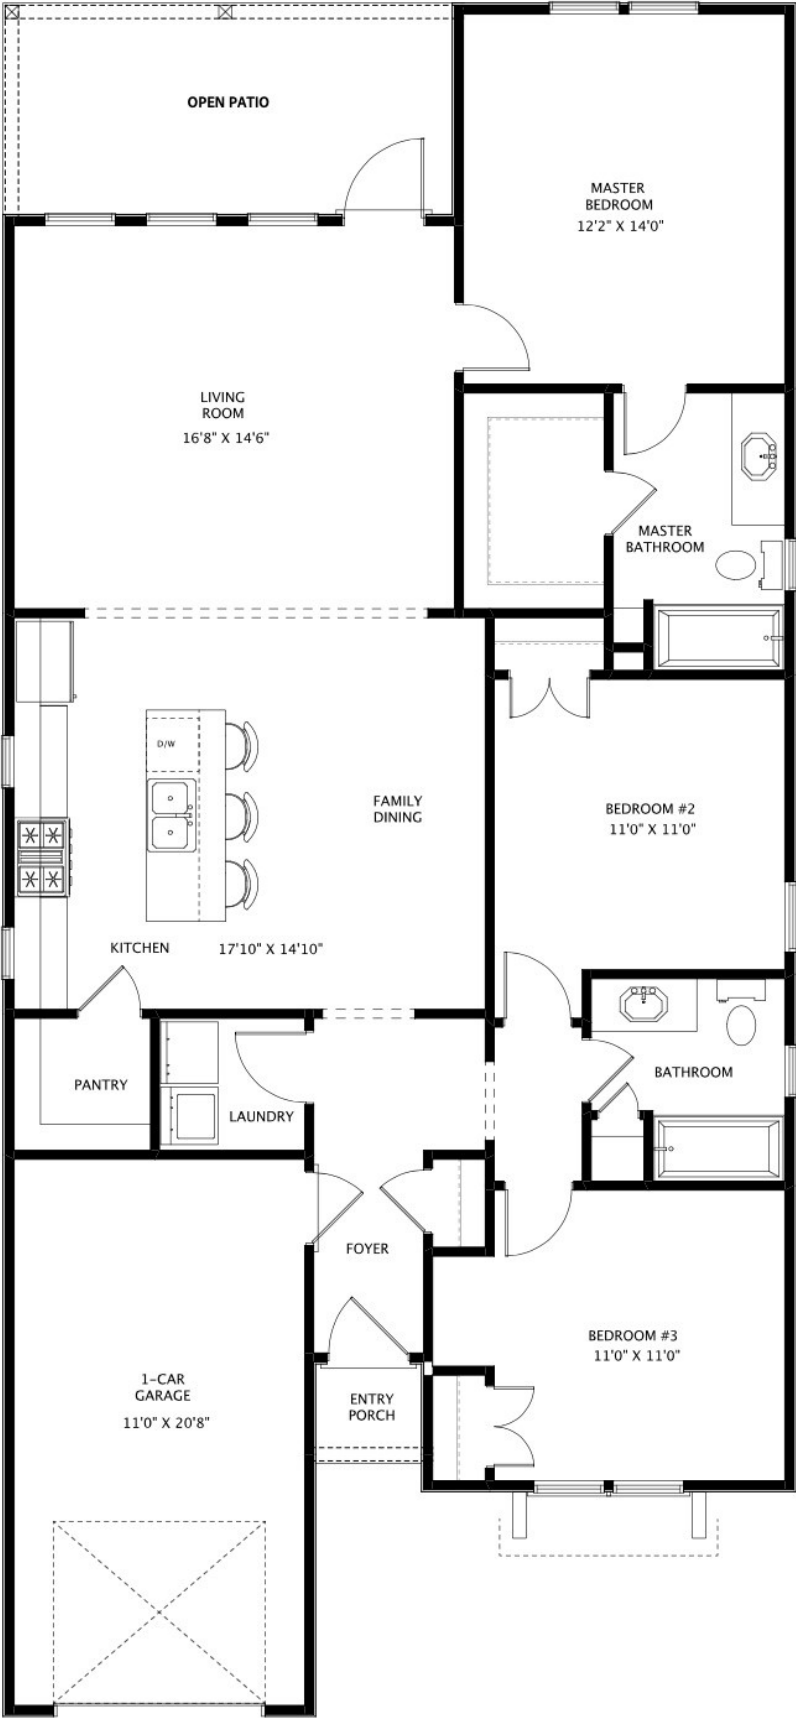 OPEN PATIO
MASTER
BEDROOM
12'2" X 14'0"
LIVING
ROOM
16'8" X 14'6"
MASTER
BATHROOM
D/W
FAMILY
DINING
BEDROOM #2
11'0" X 11'0"
KITCHEN
17'10" X 14'10"
PANTRY
LAUNDRY
BATHROOM
FOYER
BEDROOM #3
11'0" X 11'0"
1-CAR
GARAGE
11'0" X 20'8"
ENTRY
PORCH